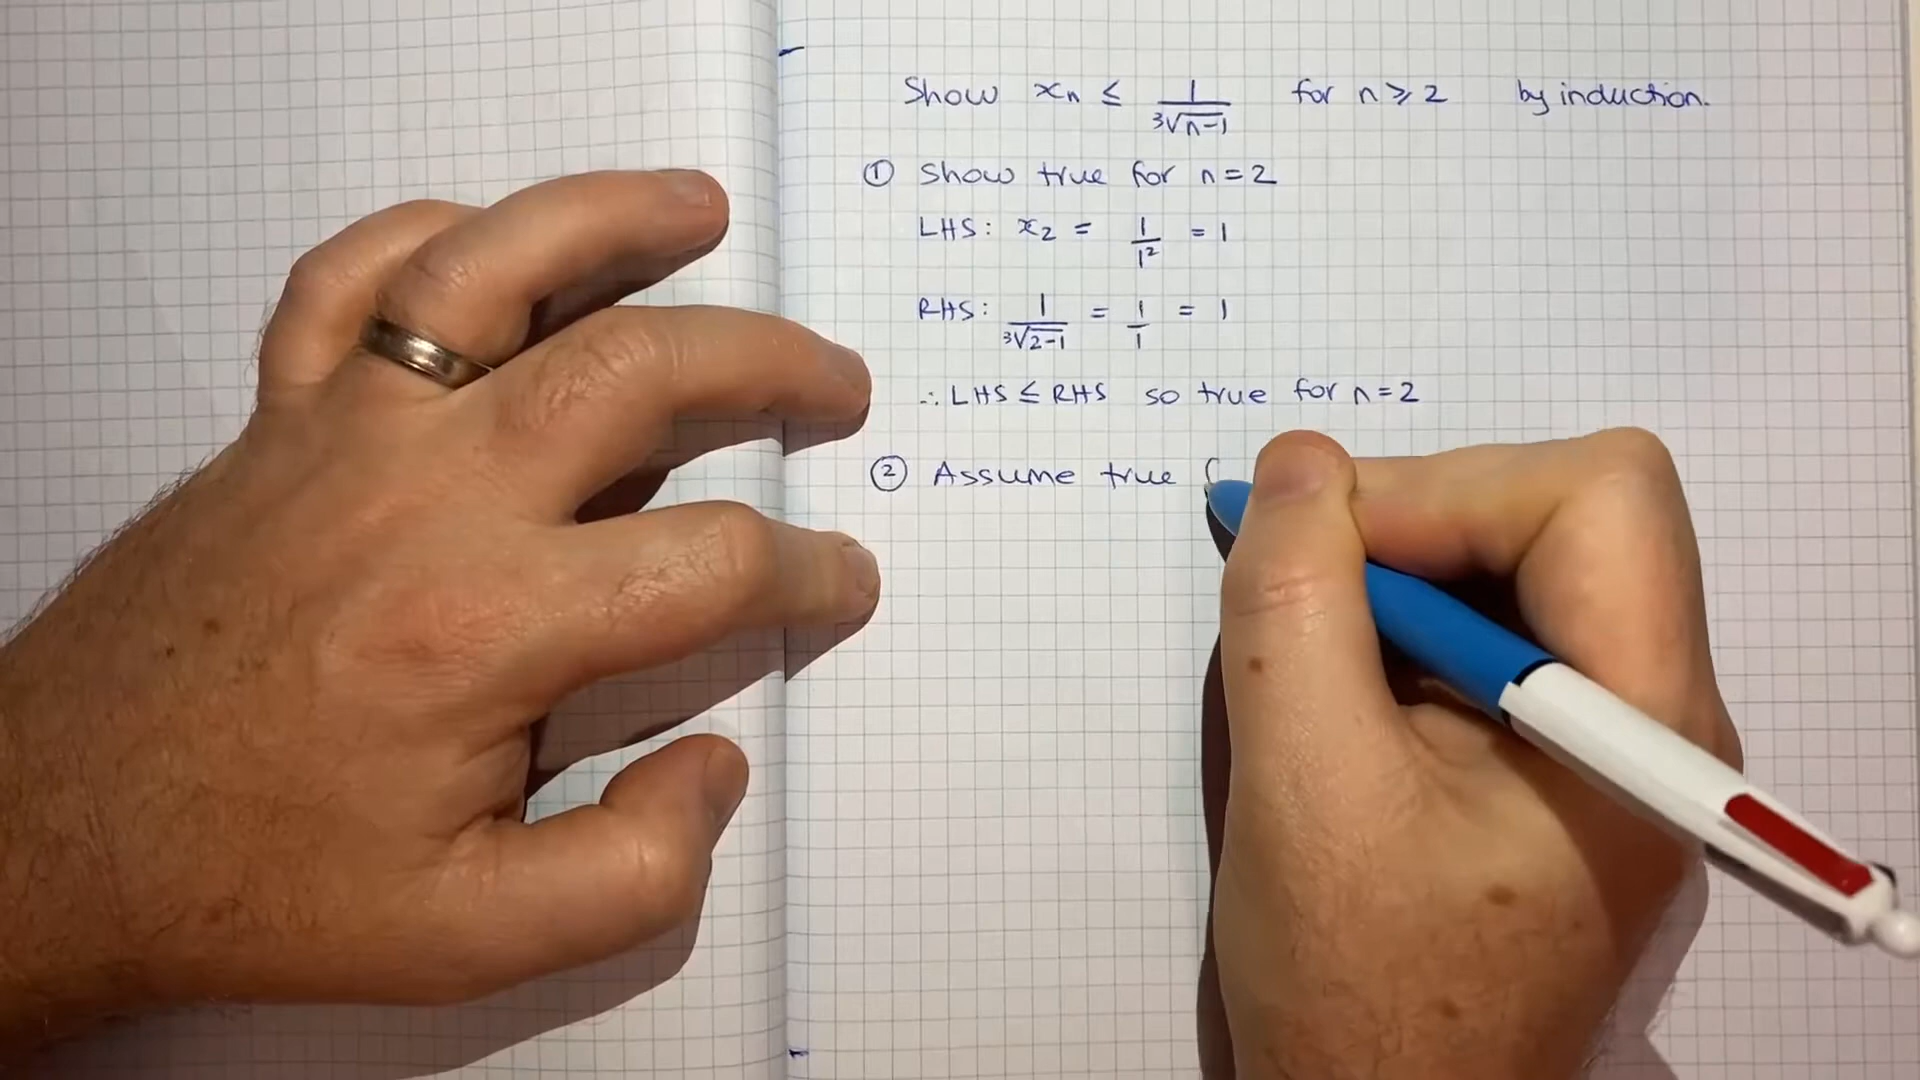 Show xₙ ≤ 1/∛(n-1) for n ⩾ 2 by induction.
① Show true for n = 2
LHS: x₂ = 1/1² = 1
RHS: 1/∛(2-1) = 1/1 = 1
∴ LHS ≤ RHS so true for n = 2
② Assume true